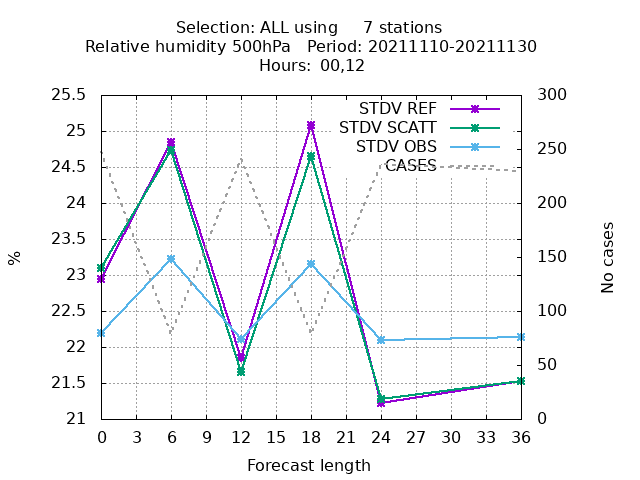 Selection: ALL using     7 stations
Relative humidity 500hPa   Period: 20211110-20211130
Hours: 00,12
STDV REF
STDV SCATT
STDV OBS
CASES
25.5
25
24.5
24
23.5
23
22.5
22
21.5
21
%
300
250
200
150
100
50
0
No cases
0 3 6 9 12 15 18 21 24 27 30 33 36
Forecast length